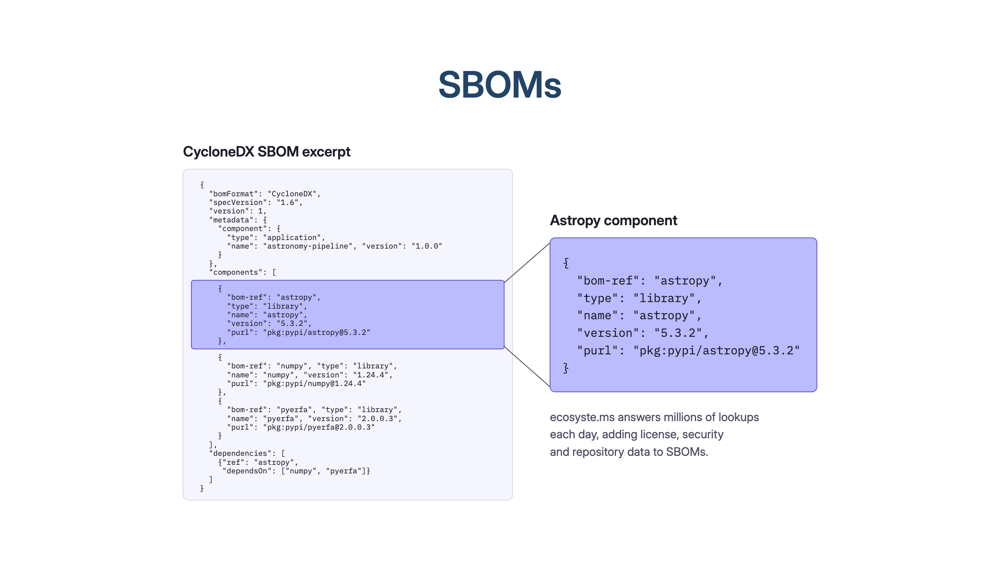 SBOMs
CycloneDX SBOM excerpt
{
  "bomFormat": "CycloneDX",
  "specVersion": "1.6",
  "version": 1,
  "metadata": {
    "component": {
      "type": "application",
      "name": "astronomy-pipeline", "version": "1.0.0"
    }
  },
  "components": [
    {
      "bom-ref": "astropy",
      "type": "library",
      "name": "astropy",
      "version": "5.3.2",
      "purl": "pkg:pypi/astropy@5.3.2"
    },
    {
      "bom-ref": "numpy", "type": "library",
      "name": "numpy", "version": "1.24.4",
      "purl": "pkg:pypi/numpy@1.24.4"
    },
    {
      "bom-ref": "pyerfa", "type": "library",
      "name": "pyerfa", "version": "2.0.0.3",
      "purl": "pkg:pypi/pyerfa@2.0.0.3"
    }
  ],
  "dependencies": [
    {"ref": "astropy",
     "dependsOn": ["numpy", "pyerfa"]}
  ]
}
Astropy component
{
  "bom-ref": "astropy",
  "type": "library",
  "name": "astropy",
  "version": "5.3.2",
  "purl": "pkg:pypi/astropy@5.3.2"
}
ecosyste.ms answers millions of lookups
each day, adding license, security
and repository data to SBOMs.